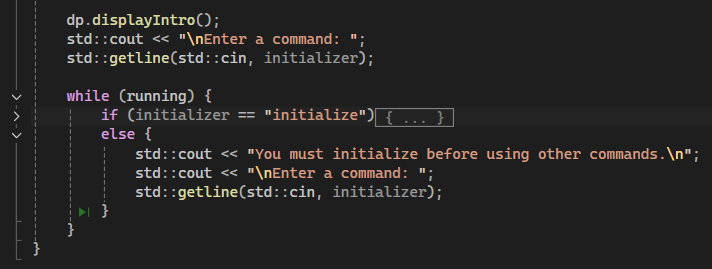 dp.displayIntro();
std::cout << "\nEnter a command: ";
std::getline(std::cin, initializer);
while (running) {
if (initializer == "initialize"){ ... }
else {
std::cout << "You must initialize before using other commands.\n";
std::cout << "\nEnter a command: ";
std::getline(std::cin, initializer);
}
}
}